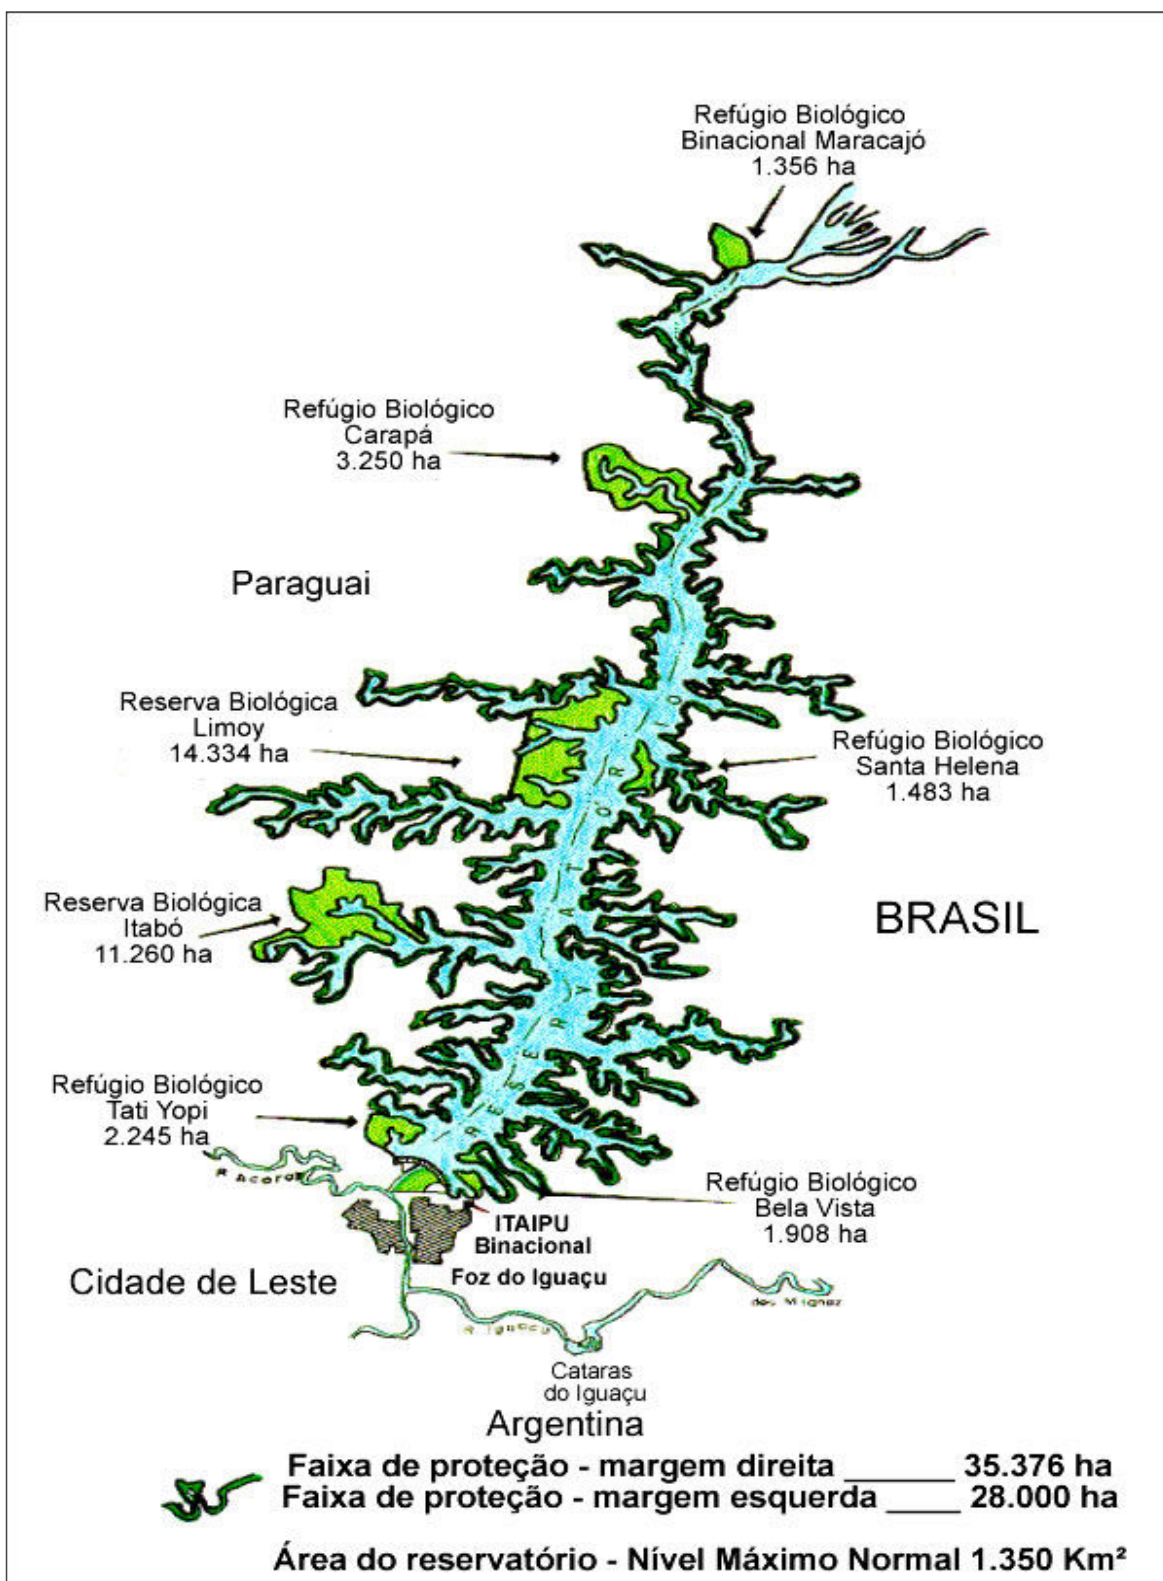 Refúgio Biológico
Binacional Maracajó
1.356 ha
Refúgio Biológico
Carapá
3.250 ha
Paraguai
Reserva Biológica
Limoy
14.334 ha
Refúgio Biológico
Santa Helena
1.483 ha
Reserva Biológica
Itabó
11.260 ha
BRASIL
RESERVATÓRIO
Refúgio Biológico
Tati Yopi
2.245 ha
Refúgio Biológico
Bela Vista
1.908 ha
ITAIPU
Binacional
Foz do Iguaçu
Cidade de Leste
R. Iguacu
Cataras
do Iguaçu
Argentina
Faixa de proteção - margem direita ______ 35.376 ha
Faixa de proteção - margem esquerda ____ 28.000 ha
Área do reservatório - Nível Máximo Normal 1.350 Km²